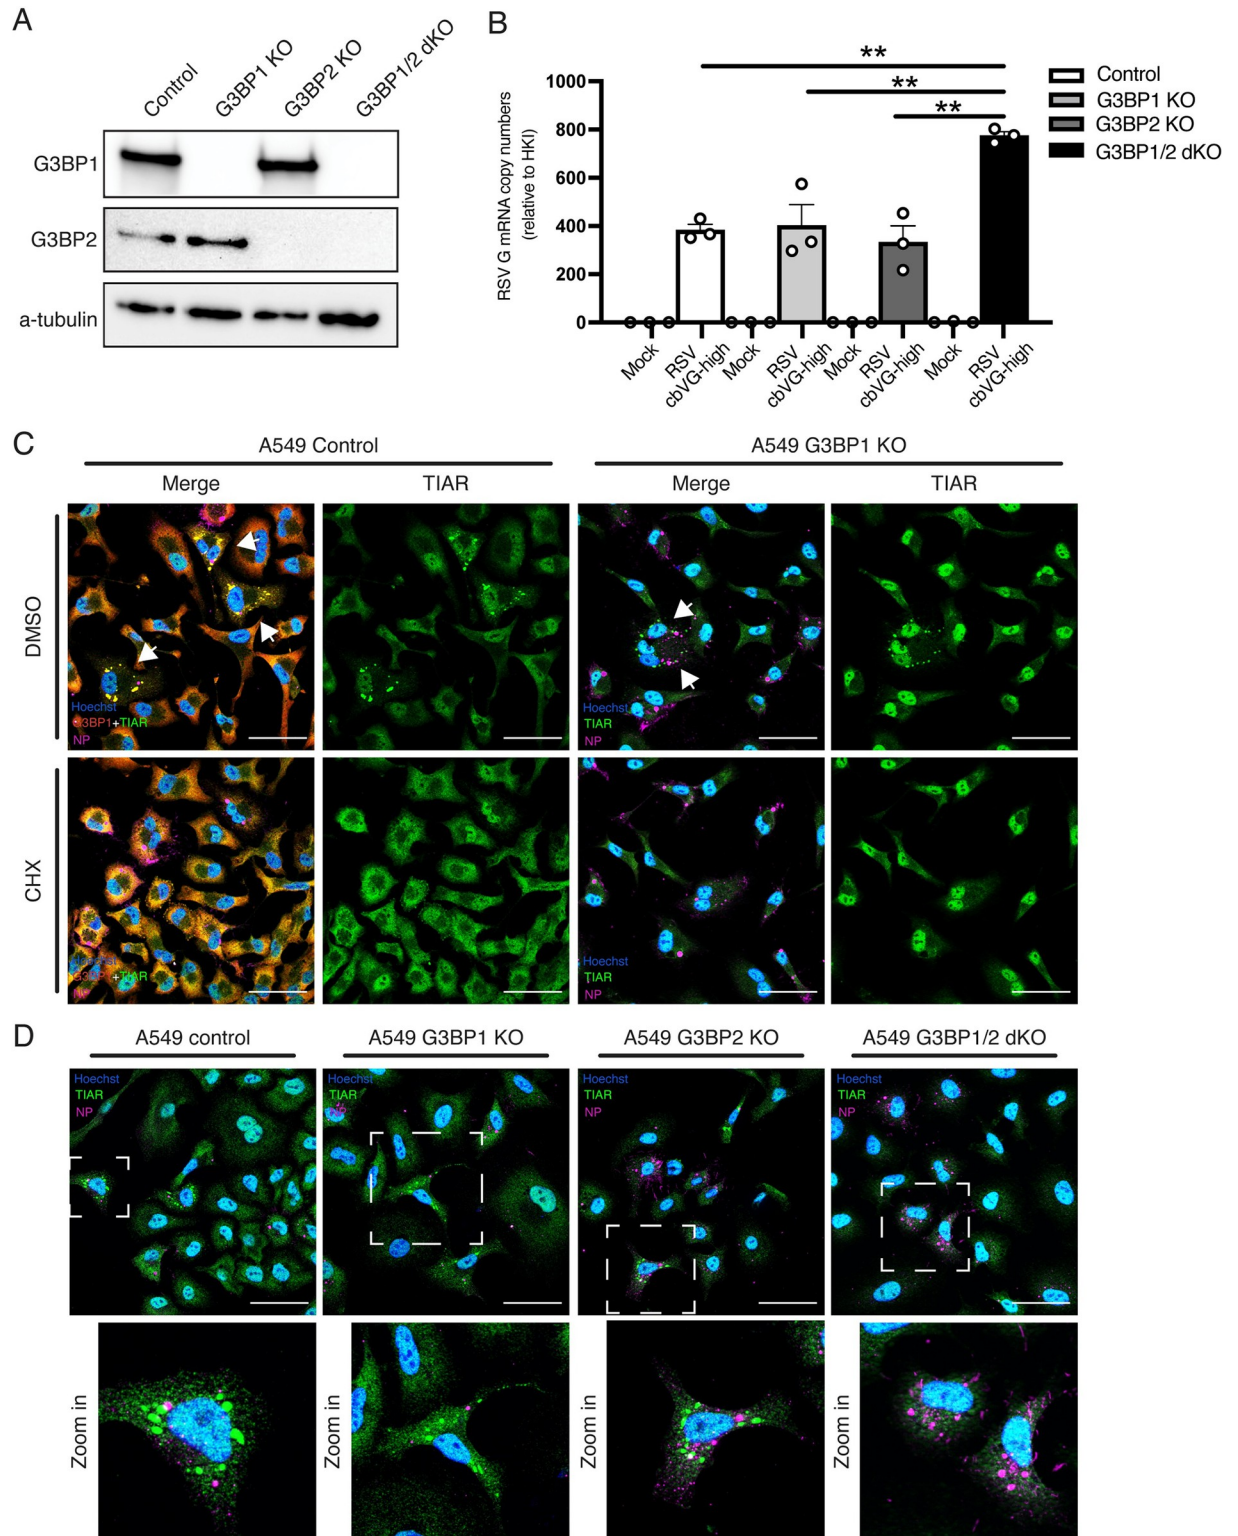 A
Control
G3BP1 KO
G3BP2 KO
G3BP1/2 dKO
G3BP1
G3BP2
a-tubulin
B
RSV G mRNA copy numbers
(relative to HKI)
1000
800
600
400
200
0
**
**
**
Mock
RSV
cbVG-high
Mock
RSV
cbVG-high
Mock
RSV
cbVG-high
Mock
RSV
cbVG-high
Control
G3BP1 KO
G3BP2 KO
G3BP1/2 dKO
C
A549 Control
A549 G3BP1 KO
Merge
TIAR
Merge
TIAR
DMSO
Hoechst
G3BP1+TIAR
NP
Hoechst
TIAR
NP
CHX
Hoechst
G3BP1+TIAR
Hoechst
TIAR
NP
D
A549 control
A549 G3BP1 KO
A549 G3BP2 KO
A549 G3BP1/2 dKO
Hoechst
TIAR
NP
Hoechst
TIAR
NP
Hoechst
TIAR
NP
Hoechst
TIAR
NP
Zoom in
Zoom in
Zoom in
Zoom in